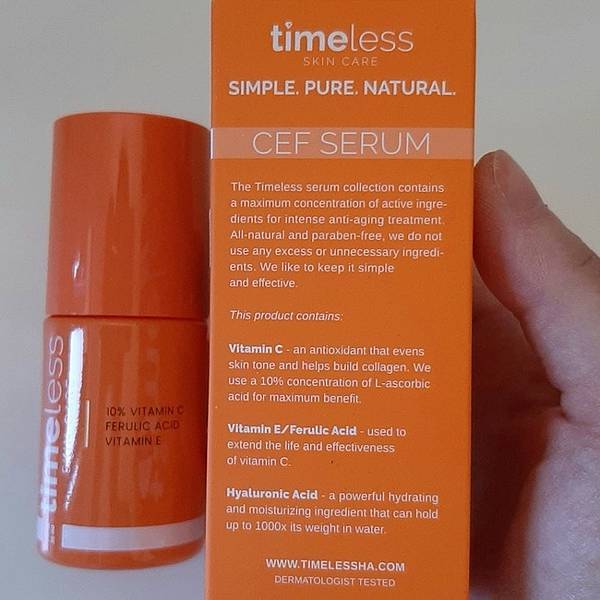 timeless
SKIN CARE
SIMPLE. PURE. NATURAL.
CEF SERUM
The Timeless serum collection contains
a maximum concentration of active ingre-
dients for intense anti-aging treatment.
All-natural and paraben-free, we do not
use any excess or unnecessary ingredi-
ents. We like to keep it simple
and effective.
This product contains:
Vitamin C - an antioxidant that evens
skin tone and helps build collagen. We
use a 10% concentration of L-ascorbic
acid for maximum benefit.
Vitamin E/Ferulic Acid - used to
extend the life and effectiveness
of vitamin C.
Hyaluronic Acid - a powerful hydrating
and moisturizing ingredient that can hold
up to 1000x its weight in water.
WWW.TIMELESSHA.COM
DERMATOLOGIST TESTED
timeless
10% VITAMIN C
FERULIC ACID
VITAMIN E